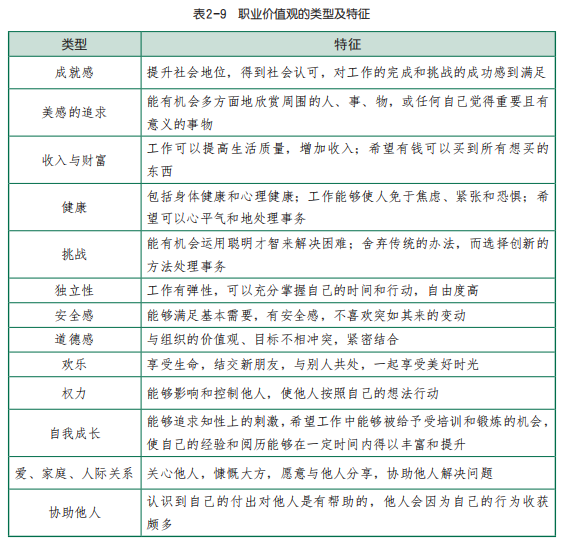 表2-9 职业价值观的类型及特征
类型 特征
成就感 提升社会地位，得到社会认可，对工作的完成和挑战的成功感到满足
美感的追求 能有机会多方面地欣赏周围的人、事、物，或任何自己觉得重要且有
意义的事物
收入与财富 工作可以提高生活质量，增加收入；希望有钱可以买到所有想买的
东西
健康 包括身体健康和心理健康；工作能够使人免于焦虑、紧张和恐惧；希
望可以心平气和地处理事务
挑战 能有机会运用聪明才智来解决困难；舍弃传统的办法，而选择创新的
方法处理事务
独立性 工作有弹性，可以充分掌握自己的时间和行动，自由度高
安全感 能够满足基本需要，有安全感，不喜欢突如其来的变动
道德感 与组织的价值观、目标不相冲突，紧密结合
欢乐 享受生命，结交新朋友，与别人共处，一起享受美好时光
权力 能够影响和控制他人，使他人按照自己的想法行动
自我成长 能够追求知性上的刺激，希望工作中能够被给予受培训和锻炼的机会，
使自己的经验和阅历能够在一定时间内得以丰富和提升
爱、家庭、人际关系 关心他人，慷慨大方，愿意与他人分享，协助他人解决问题
协助他人 认识到自己的付出对他人是有帮助的，他人会因为自己的行为收获
颇多